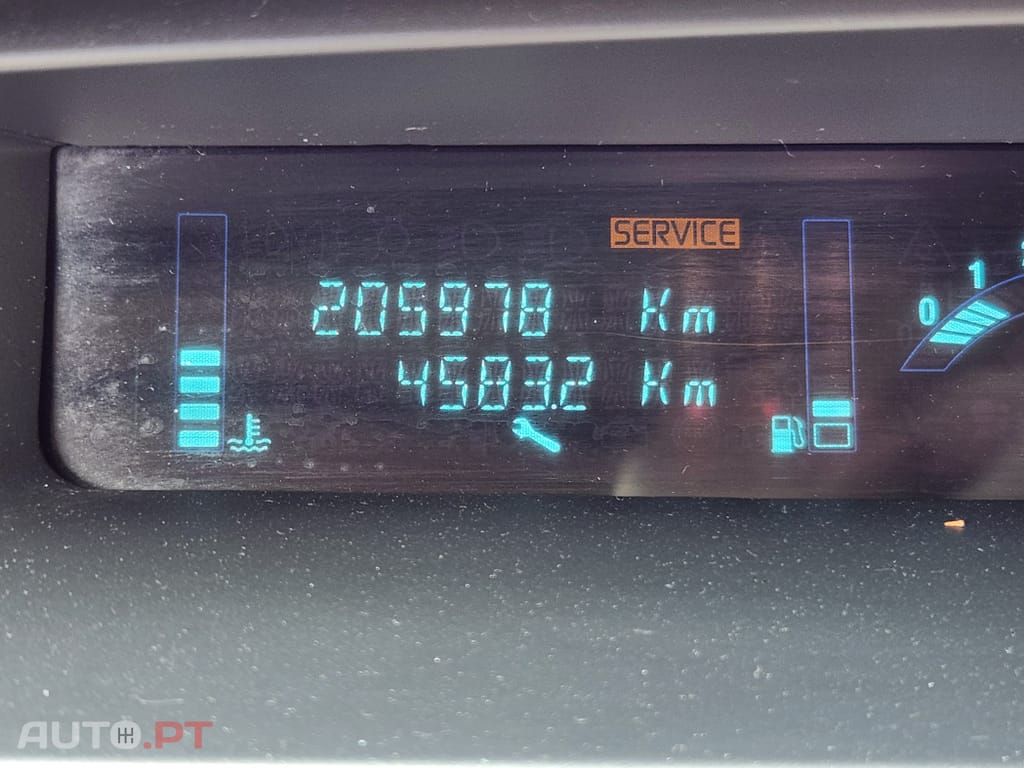 SERVICE
205978 Km
4583.2 Km
0 1
AUTO.PT